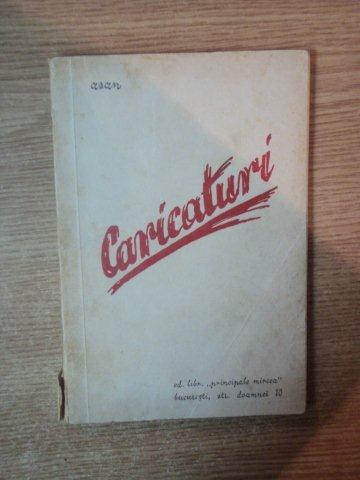 asan
Caricaturi
ed. libr. „principele mircea"
bucurești, str. doamnei 10